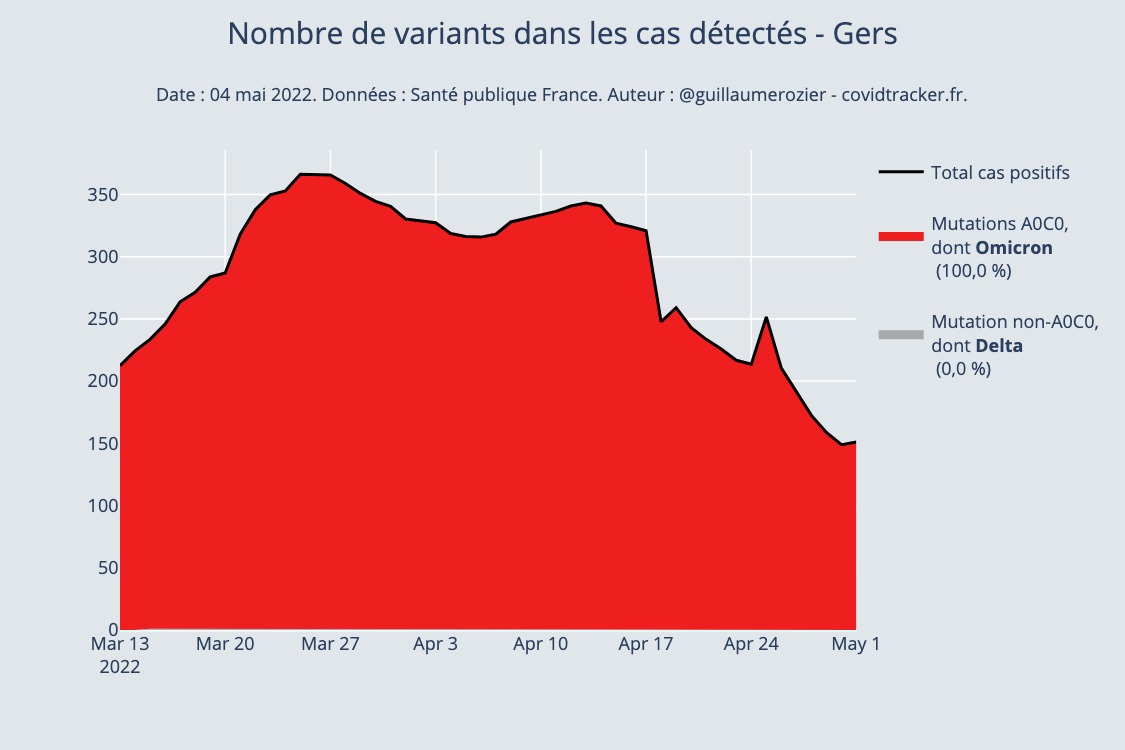 Nombre de variants dans les cas détectés - Gers
Date : 04 mai 2022. Données : Santé publique France. Auteur : @guillaumerozier - covidtracker.fr.
350
300
250
200
150
100
50
0
Mar 13
2022
Mar 20
Mar 27
Apr 3
Apr 10
Apr 17
Apr 24
May 1
Total cas positifs
Mutations A0C0,
dont Omicron
(100,0 %)
Mutation non-A0C0,
dont Delta
(0,0 %)